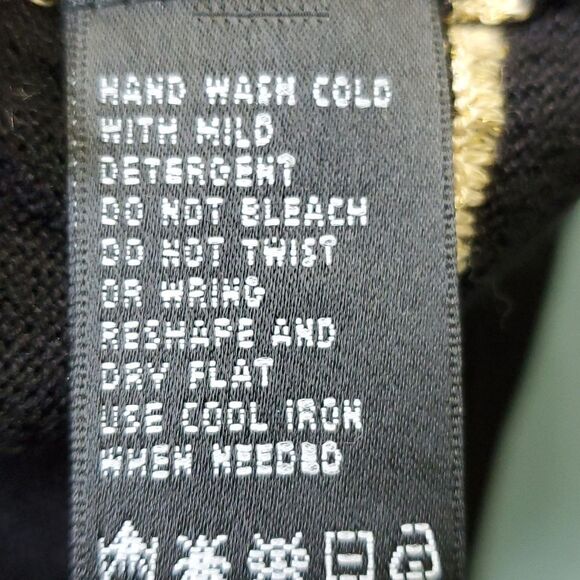 HAND WASH COLD
WITH MILD
DETERGENT
DO NOT BLEACH
DO NOT TWIST
OR WRING
RESHAPE AND
DRY FLAT
USE COOL IRON
WHEN NEEDED